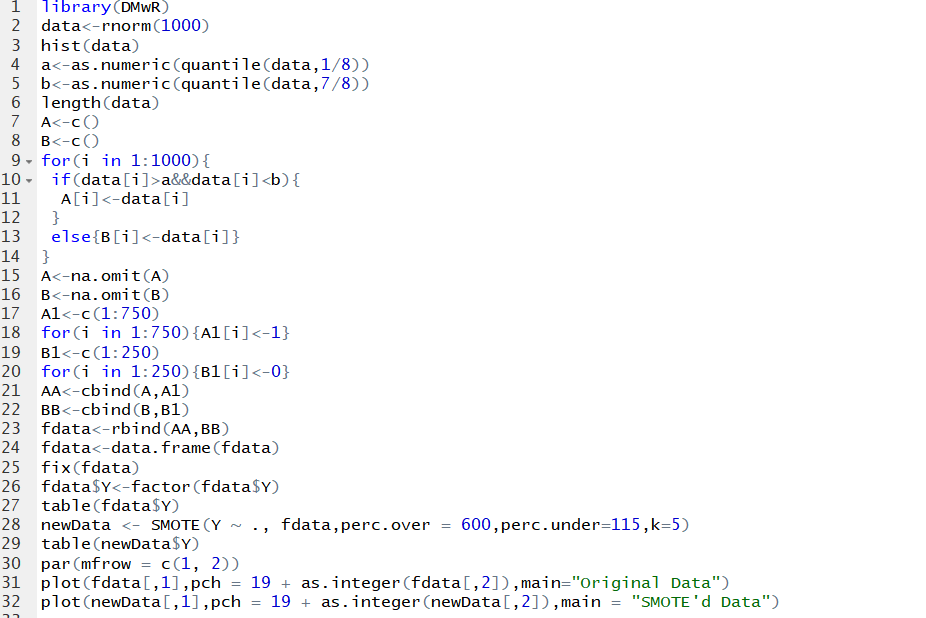 1 library(DMwR)
2 data<-rnorm(1000)
3 hist(data)
4 a<-as.numeric(quantile(data,1/8))
5 b<-as.numeric(quantile(data,7/8))
6 length(data)
7 A<-c()
8 B<-c()
9 for(i in 1:1000){
10 if(data[i]>a&&data[i]<b){
11 A[i]<-data[i]
12 }
13 else{B[i]<-data[i]}
14 }
15 A<-na.omit(A)
16 B<-na.omit(B)
17 A1<-c(1:750)
18 for(i in 1:750){A1[i]<-1}
19 B1<-c(1:250)
20 for(i in 1:250){B1[i]<-0}
21 AA<-cbind(A,A1)
22 BB<-cbind(B,B1)
23 fdata<-rbind(AA,BB)
24 fdata<-data.frame(fdata)
25 fix(fdata)
26 fdata$Y<-factor(fdata$Y)
27 table(fdata$Y)
28 newData <- SMOTE(Y ~ ., fdata,perc.over = 600,perc.under=115,k=5)
29 table(newData$Y)
30 par(mfrow = c(1, 2))
31 plot(fdata[,1],pch = 19 + as.integer(fdata[,2]),main="Original Data")
32 plot(newData[,1],pch = 19 + as.integer(newData[,2]),main = "SMOTE'd Data")